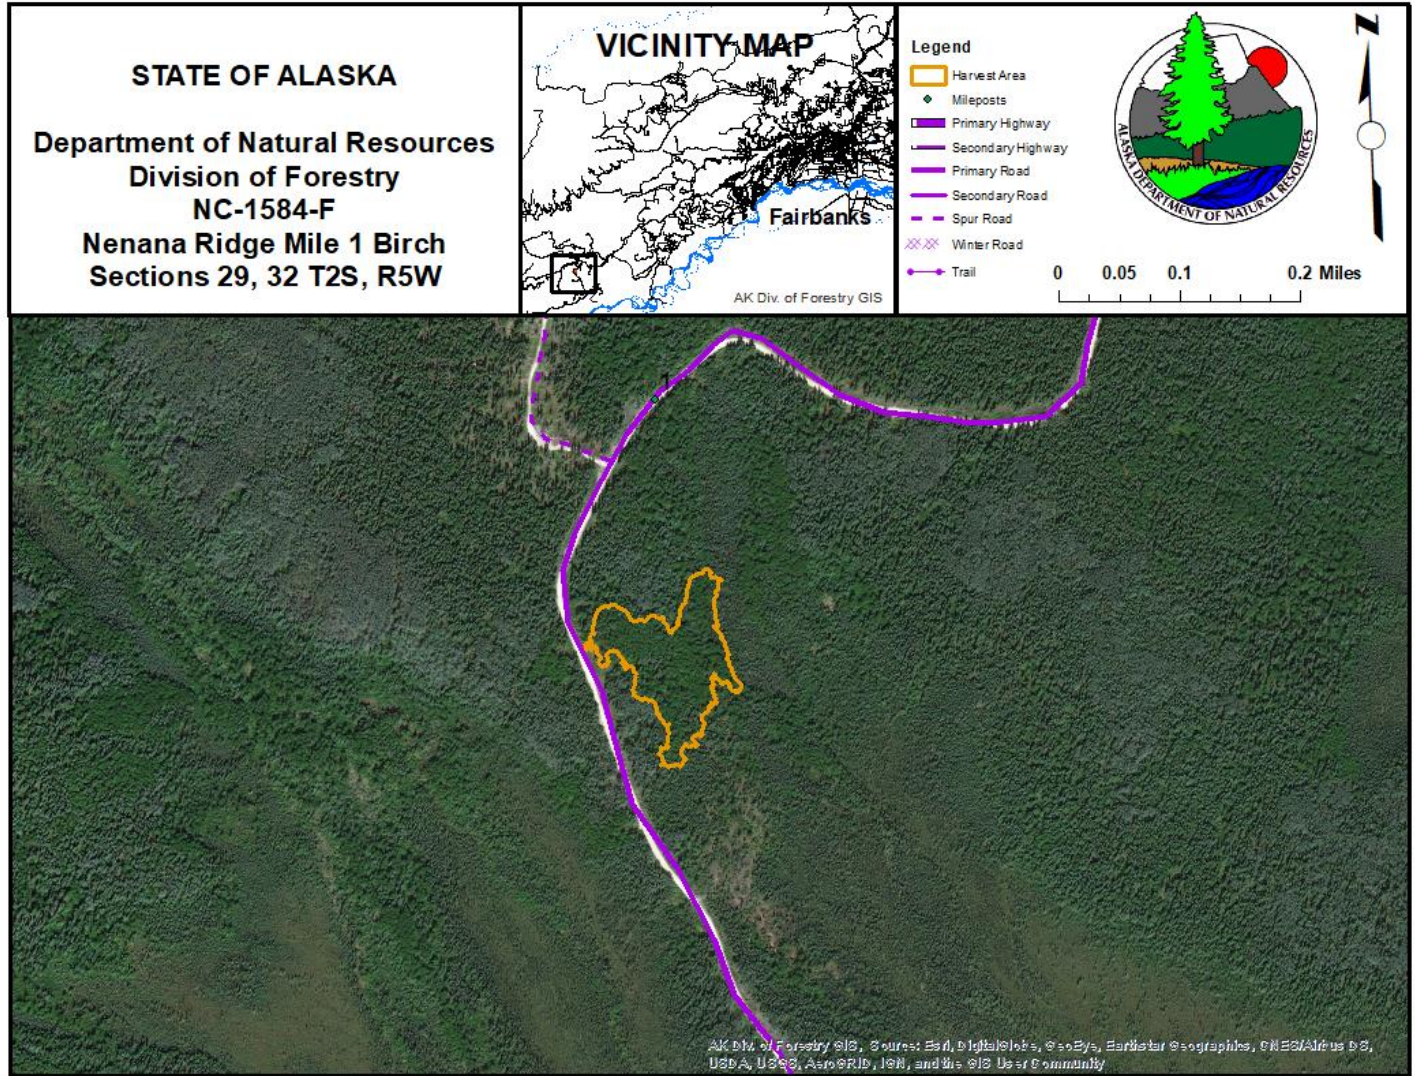 STATE OF ALASKA
Department of Natural Resources
Division of Forestry
NC-1584-F
Nenana Ridge Mile 1 Birch
Sections 29, 32 T2S, R5W
VICINITY MAP
Fairbanks
AK Div. of Forestry GIS
Legend
Harvest Area
Mileposts
Primary Highway
Secondary Highway
Primary Road
Secondary Road
Spur Road
Winter Road
Trail
ALASKA DEPARTMENT OF NATURAL RESOURCES
N
0 0.05 0.1 0.2 Miles
1
AK Div. of Forestry GIS, Source: Esri, DigitalGlobe, GeoEye, Earthstar Geographics, CNES/Airbus DS,
USDA, USGS, AeroGRID, IGN, and the GIS User Community